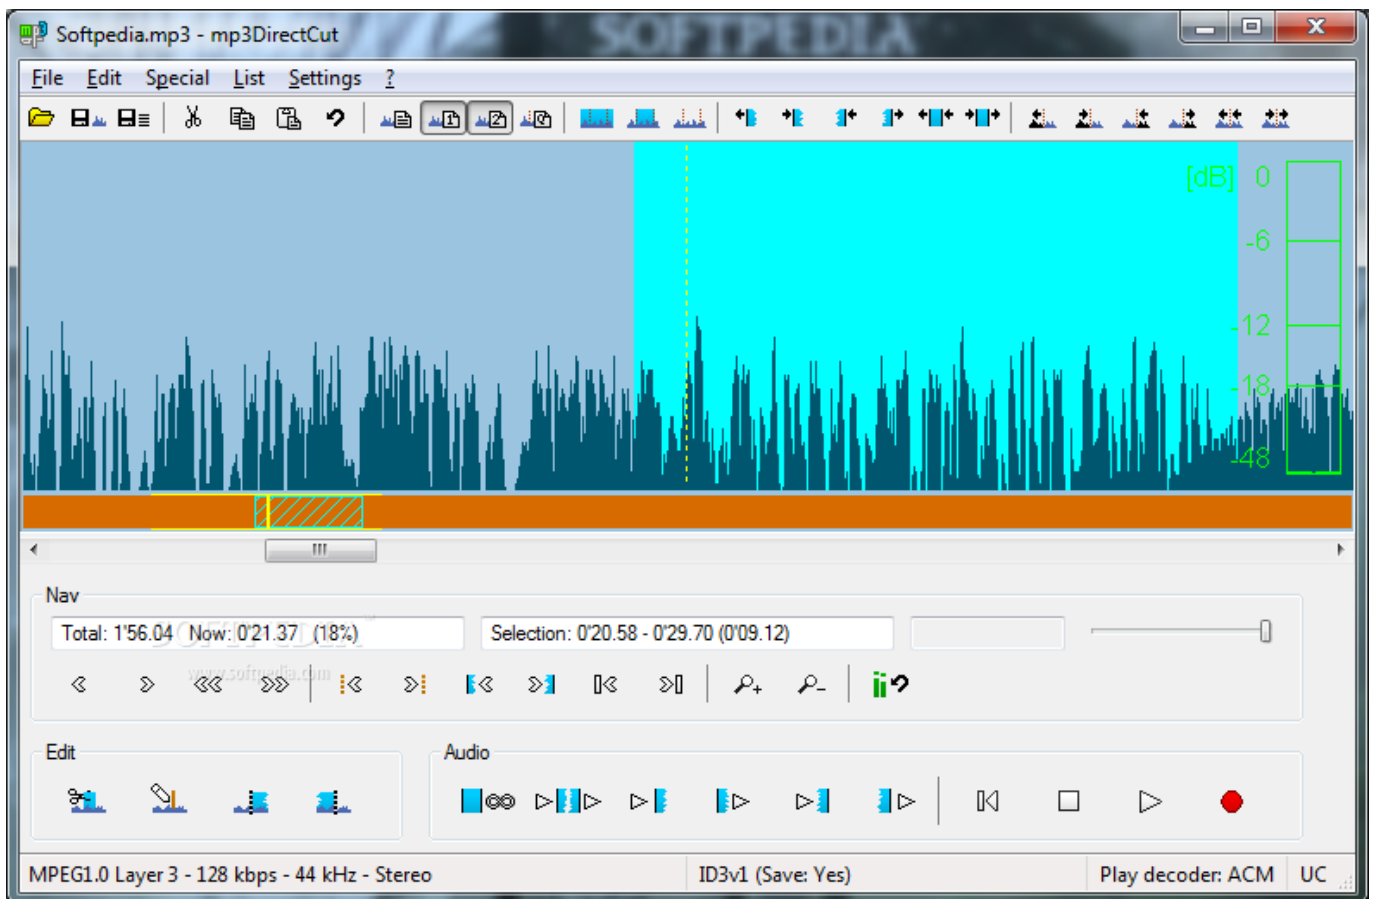 SOFTPEDIA
Softpedia.mp3 - mp3DirectCut
File Edit Special List Settings ?
[dB] 0
-6
-12
-18
-48
Nav
Total: 1'56.04 Now: 0'21.37 (18%)
Selection: 0'20.58 - 0'29.70 (0'09.12)
SOFTPEDIA
www.softpedia.com
Edit
Audio
MPEG1.0 Layer 3 - 128 kbps - 44 kHz - Stereo
ID3v1 (Save: Yes)
Play decoder: ACM
UC